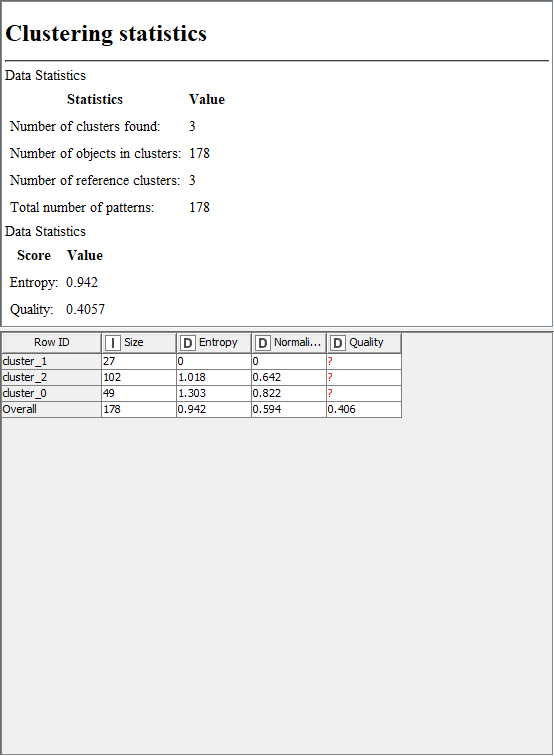 Clustering statistics
Data Statistics
Statistics Value
Number of clusters found: 3
Number of objects in clusters: 178
Number of reference clusters: 3
Total number of patterns: 178
Data Statistics
Score Value
Entropy: 0.942
Quality: 0.4057
Row ID I Size D Entropy D Normali... D Quality
cluster_1 27 0 0 ?
cluster_2 102 1.018 0.642 ?
cluster_0 49 1.303 0.822 ?
Overall 178 0.942 0.594 0.406